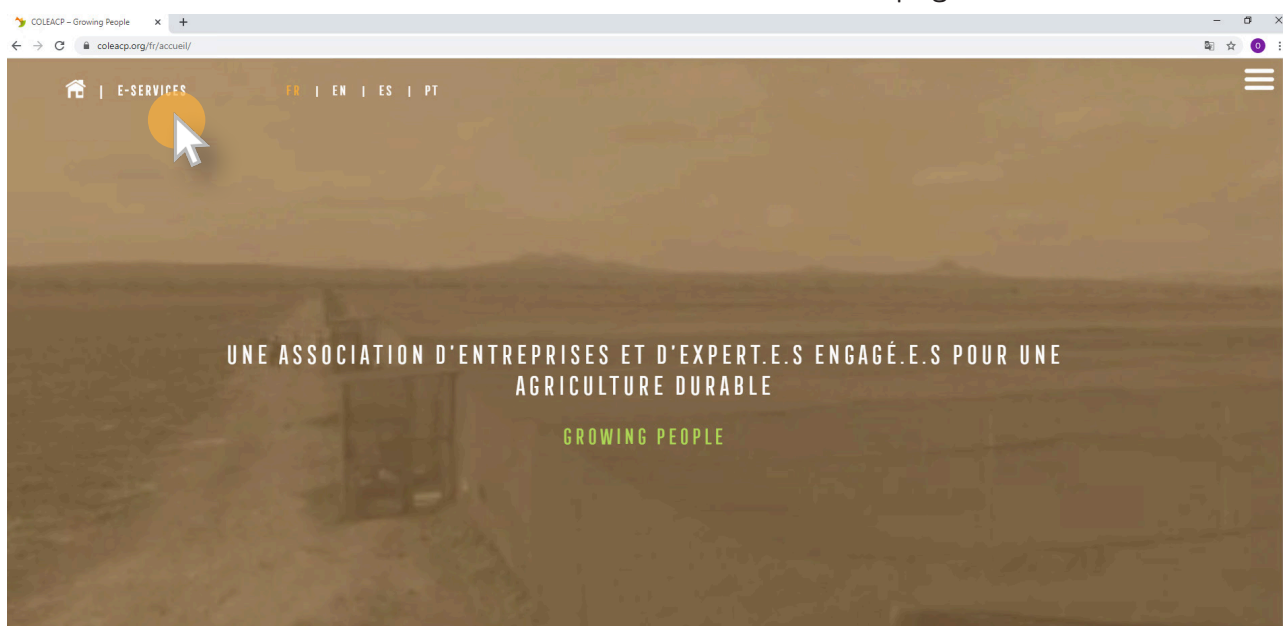 COLEACP – Growing People
coleacp.org/fr/accueil/
O
| E-SERVICES FR | EN | ES | PT
UNE ASSOCIATION D'ENTREPRISES ET D'EXPERT.E.S ENGAGÉ.E.S POUR UNE
AGRICULTURE DURABLE
GROWING PEOPLE